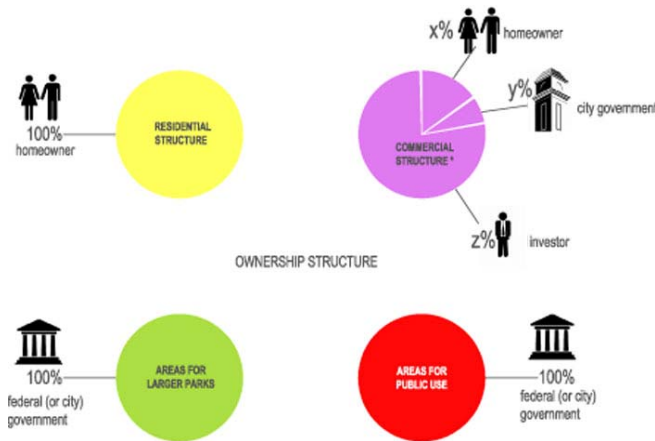 x%
homeowner
y%
city government
100%
homeowner
RESIDENTIAL
STRUCTURE
COMMERCIAL
STRUCTURE *
z%
investor
OWNERSHIP STRUCTURE
100%
federal (or city)
government
AREAS FOR
LARGER PARKS
AREAS FOR
PUBLIC USE
100%
federal (or city)
government